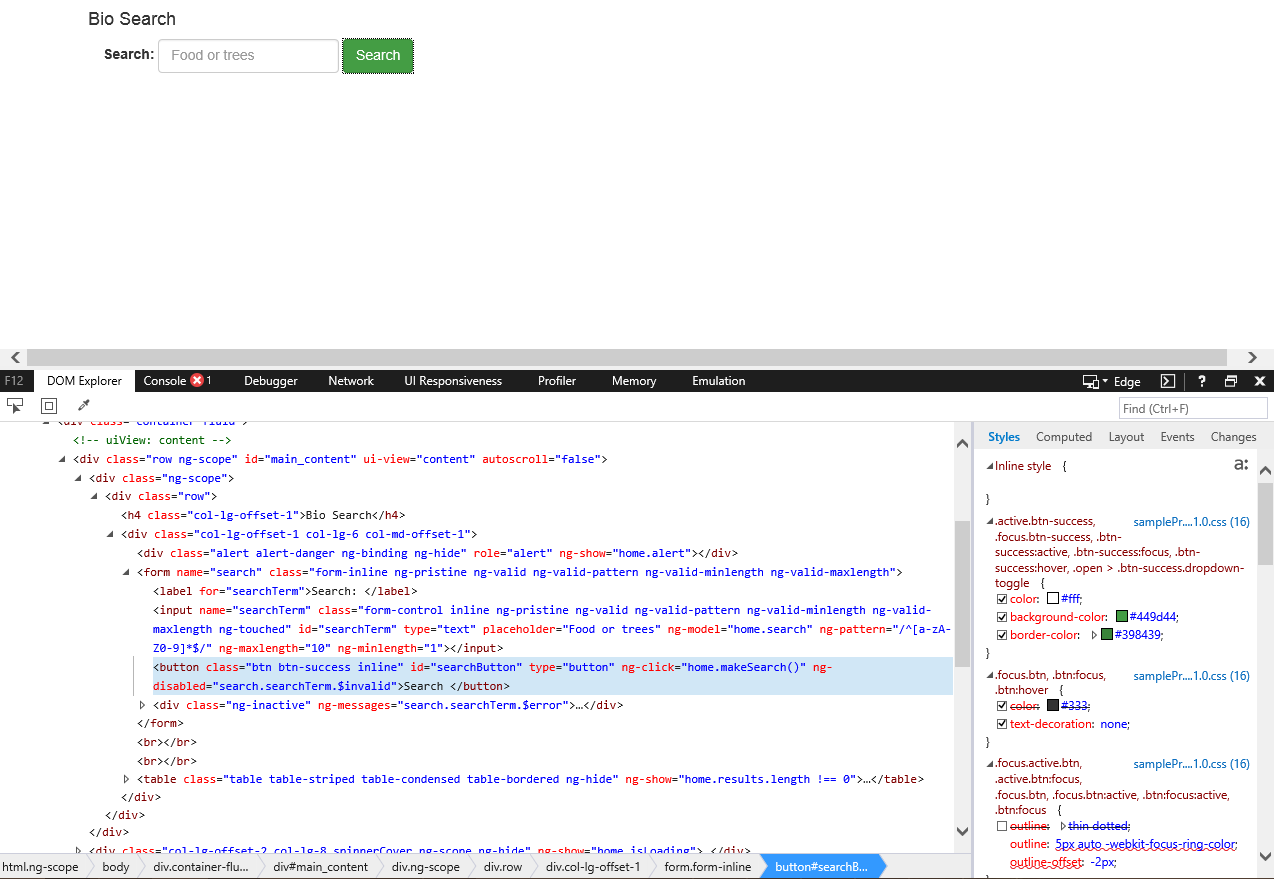 Bio Search
Search: Food or trees Search
F12 DOM Explorer Console 1 Debugger Network UI Responsiveness Profiler Memory Emulation Edge ? 
Find (Ctrl+F)
<div class="container-fluid">
<!-- uiView: content -->
<div class="row ng-scope" id="main_content" ui-view="content" autoscroll="false">
<div class="ng-scope">
<div class="row">
<h4 class="col-lg-offset-1">Bio Search</h4>
<div class="col-lg-offset-1 col-lg-6 col-md-offset-1">
<div class="alert alert-danger ng-binding ng-hide" role="alert" ng-show="home.alert"></div>
<form name="search" class="form-inline ng-pristine ng-valid ng-valid-pattern ng-valid-minlength ng-valid-maxlength">
<label for="searchTerm">Search: </label>
<input name="searchTerm" class="form-control inline ng-pristine ng-valid ng-valid-pattern ng-valid-minlength ng-valid-
maxlength ng-touched" id="searchTerm" type="text" placeholder="Food or trees" ng-model="home.search" ng-pattern="/^[a-zA-
Z0-9]*$/" ng-maxlength="10" ng-minlength="1"></input>
<button class="btn btn-success inline" id="searchButton" type="button" ng-click="home.makeSearch()" ng-
disabled="search.searchTerm.$invalid">Search </button>
<div class="ng-inactive" ng-messages="search.searchTerm.$error">…</div>
</form>
<br></br>
<br></br>
<table class="table table-striped table-condensed table-bordered ng-hide" ng-show="home.results.length !== 0">…</table>
</div>
</div>
</div>
<div class="col-lg-offset-2 col-lg-8 spinnerCover ng-scope ng-hide" ng-show="home.isLoading"> </div>
html.ng-scope body div.container-flu... div#main_content div.ng-scope div.row div.col-lg-offset-1 form.form-inline button#searchB...
Styles Computed Layout Events Changes
Inline style { a:
}
.active.btn-success, samplePr....1.0.css (16)
.focus.btn-success, .btn-
success:active, .btn-success:focus, .btn-
success:hover, .open > .btn-success.dropdown-
toggle {
color: #fff;
background-color: #449d44;
border-color: #398439;
}
.focus.btn, .btn:focus, samplePr....1.0.css (16)
.btn:hover {
color: #333;
text-decoration: none;
}
.focus.active.btn, samplePr....1.0.css (16)
.active.btn:focus,
.focus.btn, .focus.btn:active, .btn:focus:active,
.btn:focus {
outline: thin dotted;
outline: 5px auto -webkit-focus-ring-color;
outline-offset: -2px;